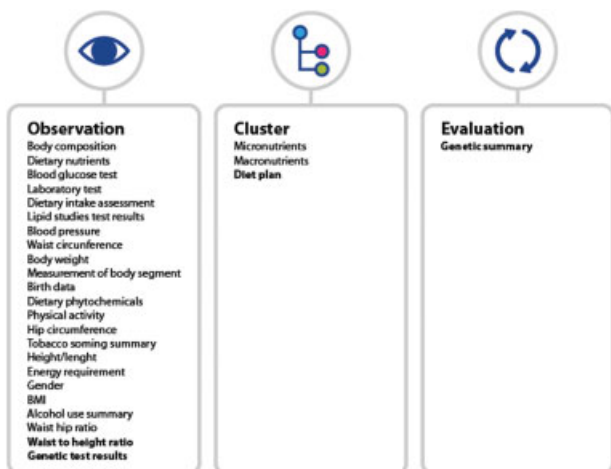 Observation
Body composition
Dietary nutrients
Blood glucose test
Laboratory test
Dietary intake assessment
Lipid studies test results
Blood pressure
Waist circunference
Body weight
Measurement of body segment
Birth data
Dietary phytochemicals
Physical activity
Hip circumference
Tobacco soming summary
Height/lenght
Energy requirement
Gender
BMI
Alcohol use summary
Waist hip ratio
Waist to height ratio
Genetic test results
Cluster
Micronutrients
Macronutrients
Diet plan
Evaluation
Genetic summary